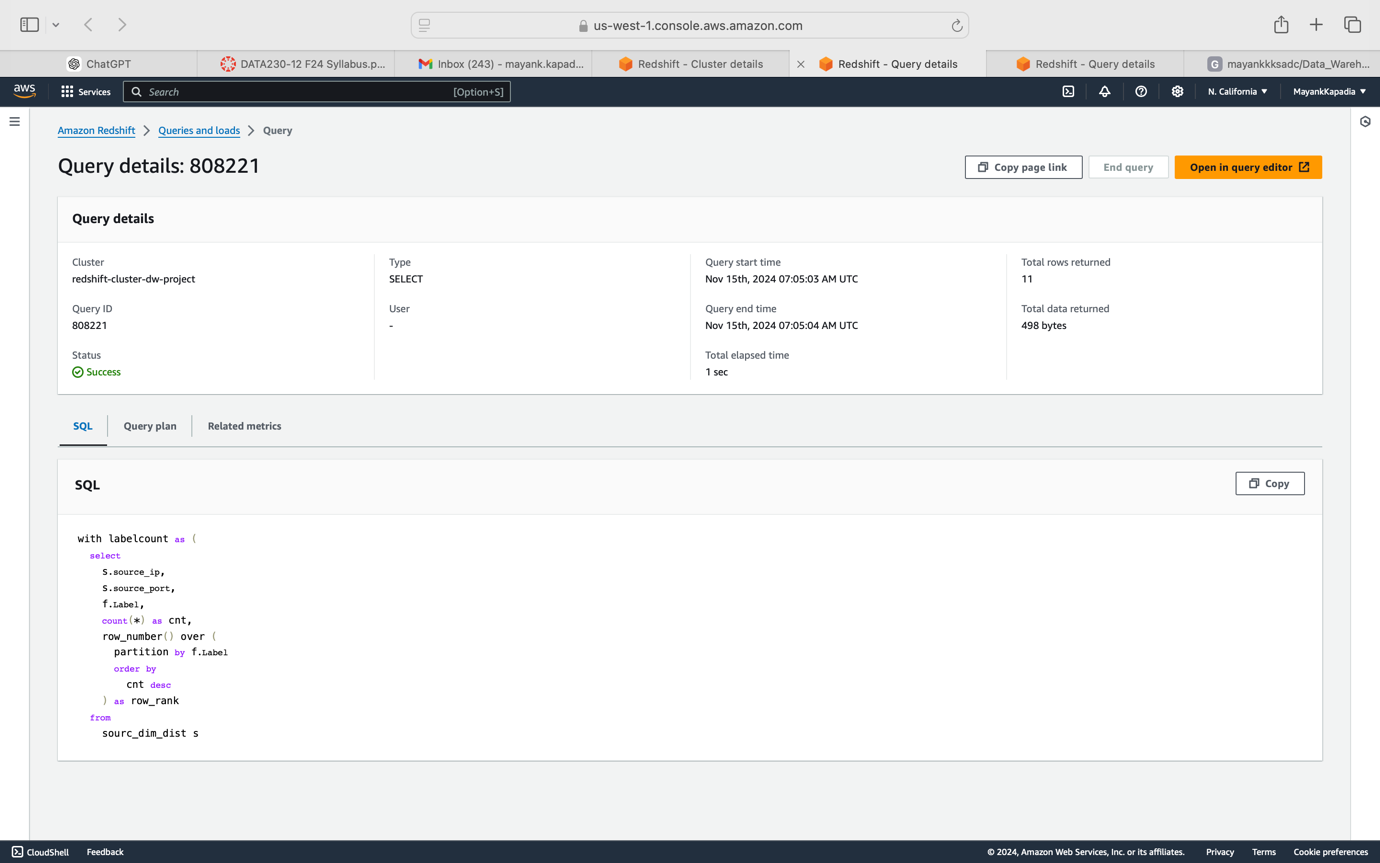 us-west-1.console.aws.amazon.com
ChatGPT
DATA230-12 F24 Syllabus.p...
Inbox (243) - mayank.kapad...
Redshift - Cluster details
Redshift - Query details
Redshift - Query details
G mayankkksadc/Data_Wareh...
aws
Services
Search
[Option+S]
N. California
MayankKapadia
Amazon Redshift > Queries and loads > Query
Query details: 808221
Copy page link
End query
Open in query editor
Query details
Cluster
redshift-cluster-dw-project
Query ID
808221
Status
Success
Type
SELECT
User
-
Query start time
Nov 15th, 2024 07:05:03 AM UTC
Query end time
Nov 15th, 2024 07:05:04 AM UTC
Total elapsed time
1 sec
Total rows returned
11
Total data returned
498 bytes
SQL
Query plan
Related metrics
SQL
Copy
with labelcount as (
select
S.source_ip,
S.source_port,
f.Label,
count(*) as cnt,
row_number() over (
partition by f.Label
order by
cnt desc
) as row_rank
from
sourc_dim_dist s
CloudShell
Feedback
© 2024, Amazon Web Services, Inc. or its affiliates.
Privacy
Terms
Cookie preferences